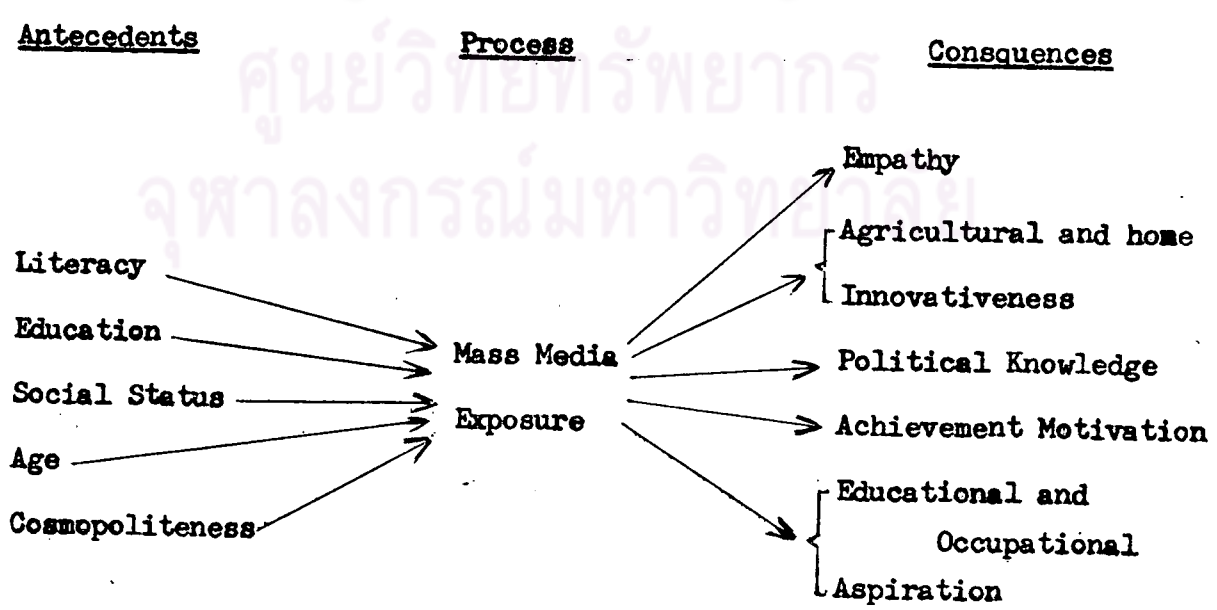 Antecedents Process Consquences
ศูนย์วิทยทรัพยากร
จุฬาลงกรณ์มหาวิทยาลัย
Literacy
Education
Social Status
Age
Cosmopoliteness
Mass Media
Exposure
Empathy
Agricultural and home
Innovativeness
Political Knowledge
Achievement Motivation
Educational and
Occupational
Aspiration